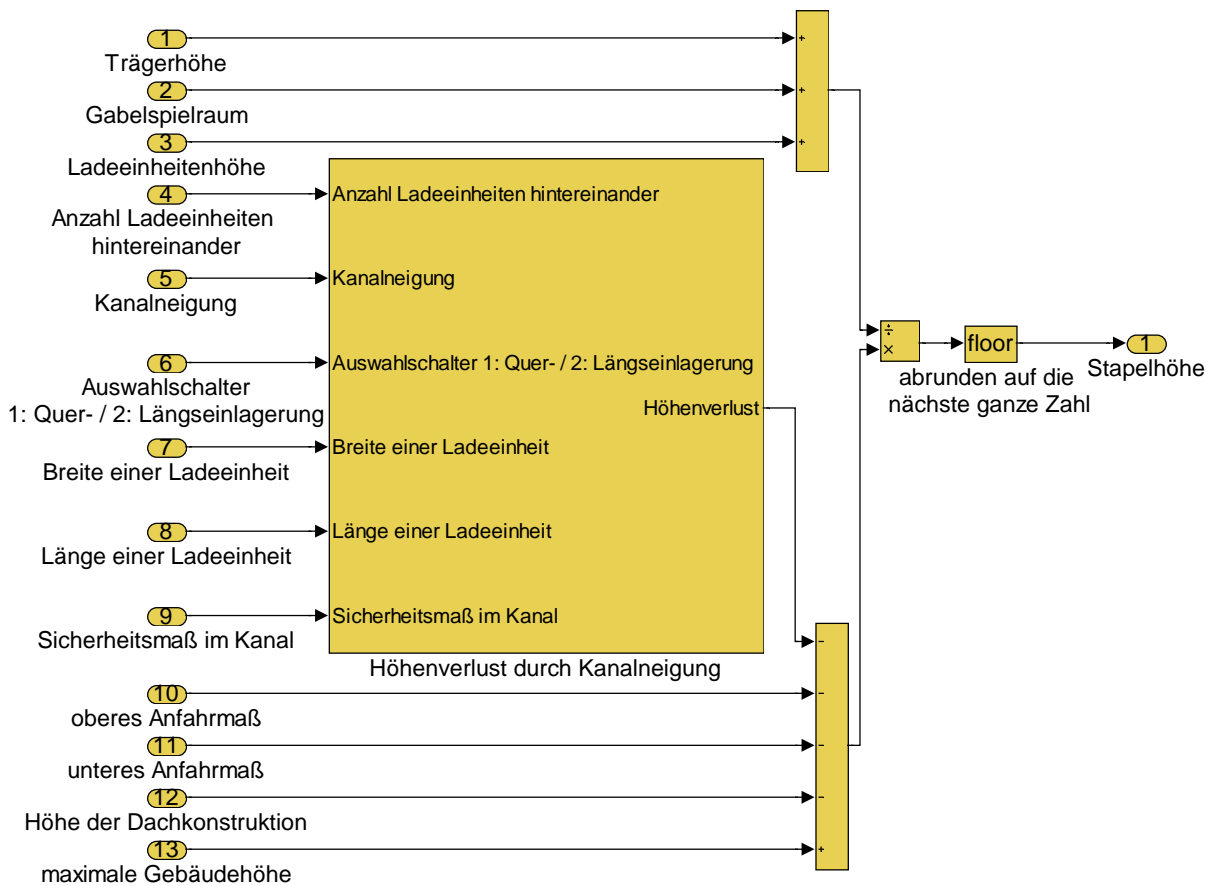 1
Trägerhöhe
2
Gabelspielraum
3
Ladeeinheitenhöhe
4
Anzahl Ladeeinheiten
hintereinander
5
Kanalneigung
6
Auswahlschalter
1: Quer- / 2: Längseinlagerung
7
Breite einer Ladeeinheit
8
Länge einer Ladeeinheit
9
Sicherheitsmaß im Kanal
10
oberes Anfahrmaß
11
unteres Anfahrmaß
12
Höhe der Dachkonstruktion
13
maximale Gebäudehöhe
Anzahl Ladeeinheiten hintereinander
Kanalneigung
Auswahlschalter 1: Quer- / 2: Längseinlagerung
Breite einer Ladeeinheit
Länge einer Ladeeinheit
Sicherheitsmaß im Kanal
Höhenverlust
Höhenverlust durch Kanalneigung
+
+
+
-
-
-
-
+
÷
×
floor
abrunden auf die
nächste ganze Zahl
1
Stapelhöhe